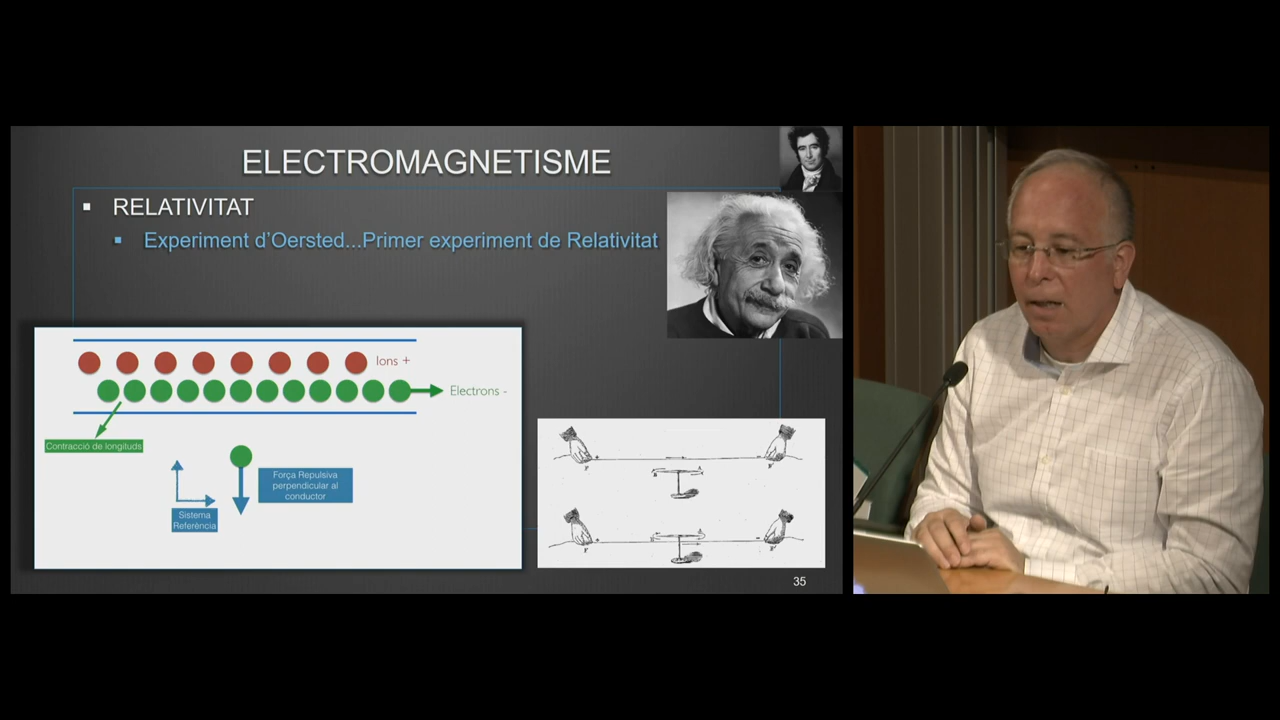 ELECTROMAGNETISME
RELATIVITAT
Experiment d'Oersted...Primer experiment de Relativitat
Ions +
Electrons -
Contracció de longituds
Força Repulsiva
perpendicular al
conductor
Sistema
Referència
35